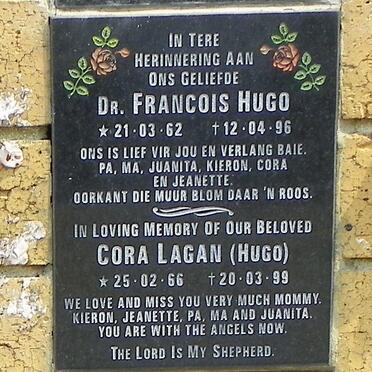 IN TERE
HERINNERING AAN
ONS GELIEFDE
DR. FRANCOIS HUGO
★ 21·03·62 †12·04·96
ONS IS LIEF VIR JOU EN VERLANG BAIE.
PA, MA, JUANITA, KIERON, CORA
EN JEANETTE.
OORKANT DIE MUUR BLOM DAAR 'N ROOS.
IN LOVING MEMORY OF OUR BELOVED
CORA LAGAN (HUGO)
★ 25·02·66 †20·03·99
WE LOVE AND MISS YOU VERY MUCH MOMMY.
KIERON, JEANETTE, PA, MA AND JUANITA.
YOU ARE WITH THE ANGELS NOW.
THE LORD IS MY SHEPHERD.